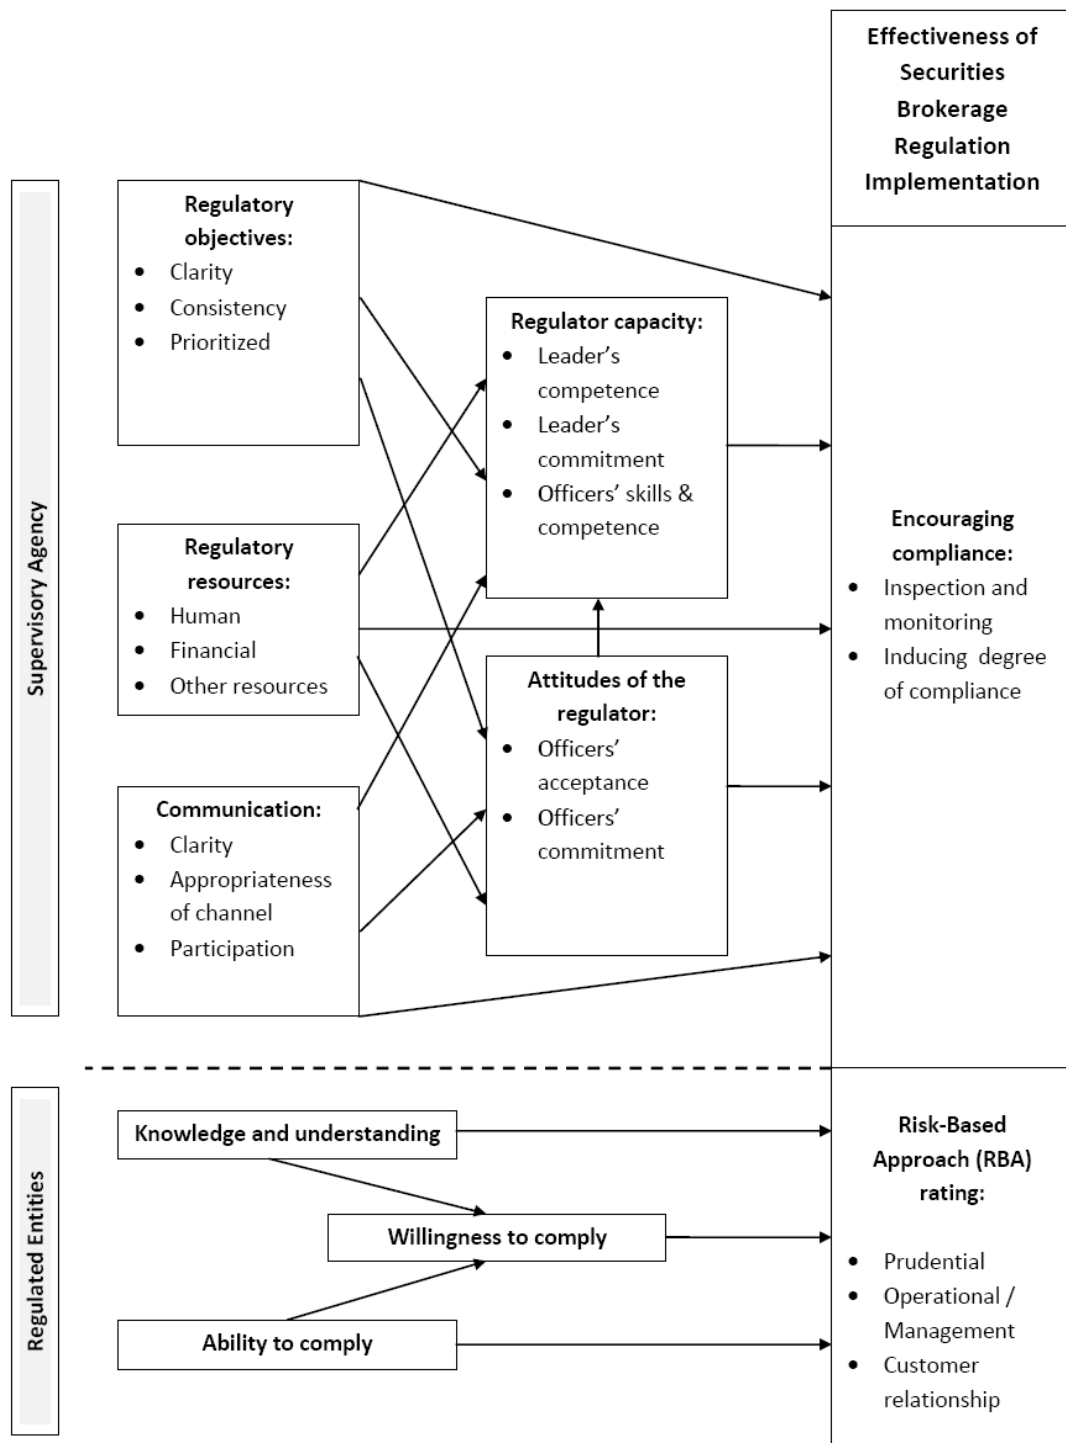 Effectiveness of
Securities
Brokerage
Regulation
Implementation
Supervisory Agency
Regulatory
objectives:
• Clarity
• Consistency
• Prioritized
Regulatory
resources:
• Human
• Financial
• Other resources
Communication:
• Clarity
• Appropriateness
of channel
• Participation
Regulator capacity:
• Leader’s
competence
• Leader’s
commitment
• Officers’ skills &
competence
Attitudes of the
regulator:
• Officers’
acceptance
• Officers’
commitment
Encouraging
compliance:
• Inspection and
monitoring
• Inducing degree
of compliance
Regulated Entities
Knowledge and understanding
Willingness to comply
Ability to comply
Risk-Based
Approach (RBA)
rating:
• Prudential
• Operational /
Management
• Customer
relationship